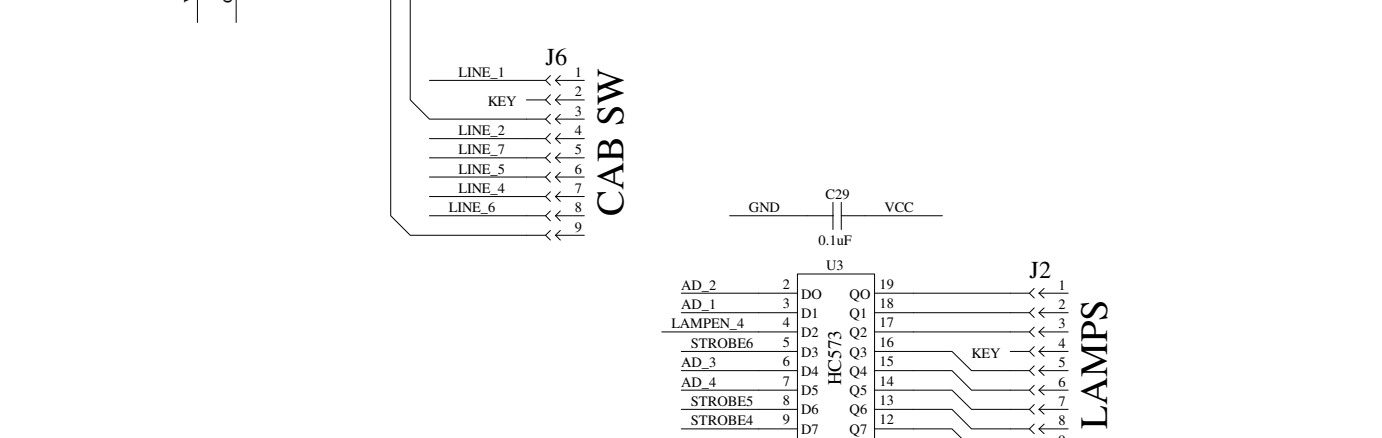 J6
CAB SW
LINE_1 1
KEY 2
3
LINE_2 4
LINE_7 5
LINE_5 6
LINE_4 7
LINE_6 8
9
C29
GND VCC
0.1uF
U3
HC573
J2
LAMPS
AD_2 2 DO QO 19 1
AD_1 3 D1 Q1 18 2
LAMPEN_4 4 D2 Q2 17 3
STROBE6 5 D3 Q3 16 KEY 4
AD_3 6 D4 Q4 15 5
AD_4 7 D5 Q5 14 6
STROBE5 8 D6 Q6 13 7
STROBE4 9 D7 Q7 12 8